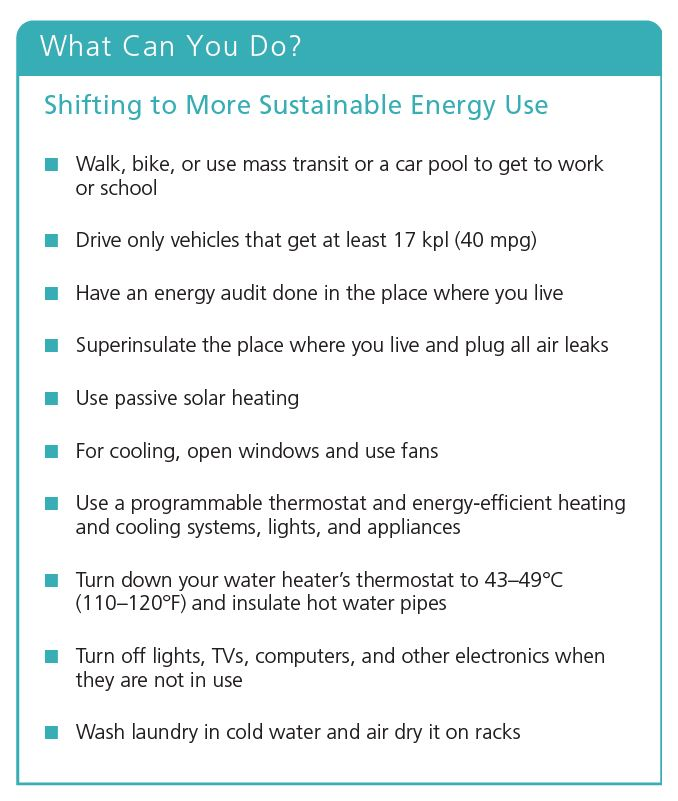 What Can You Do?
Shifting to More Sustainable Energy Use
■ Walk, bike, or use mass transit or a car pool to get to work
or school
■ Drive only vehicles that get at least 17 kpl (40 mpg)
■ Have an energy audit done in the place where you live
■ Superinsulate the place where you live and plug all air leaks
■ Use passive solar heating
■ For cooling, open windows and use fans
■ Use a programmable thermostat and energy-efficient heating
and cooling systems, lights, and appliances
■ Turn down your water heater’s thermostat to 43–49°C
(110–120°F) and insulate hot water pipes
■ Turn off lights, TVs, computers, and other electronics when
they are not in use
■ Wash laundry in cold water and air dry it on racks